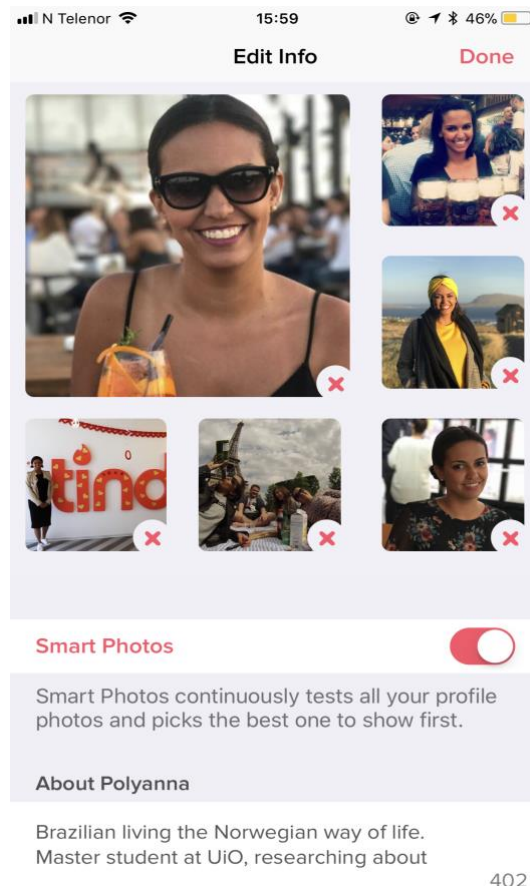 N Telenor 15:59 46%
Edit Info Done
tind
Smart Photos
Smart Photos continuously tests all your profile
photos and picks the best one to show first.
About Polyanna
Brazilian living the Norwegian way of life.
Master student at UiO, researching about
402